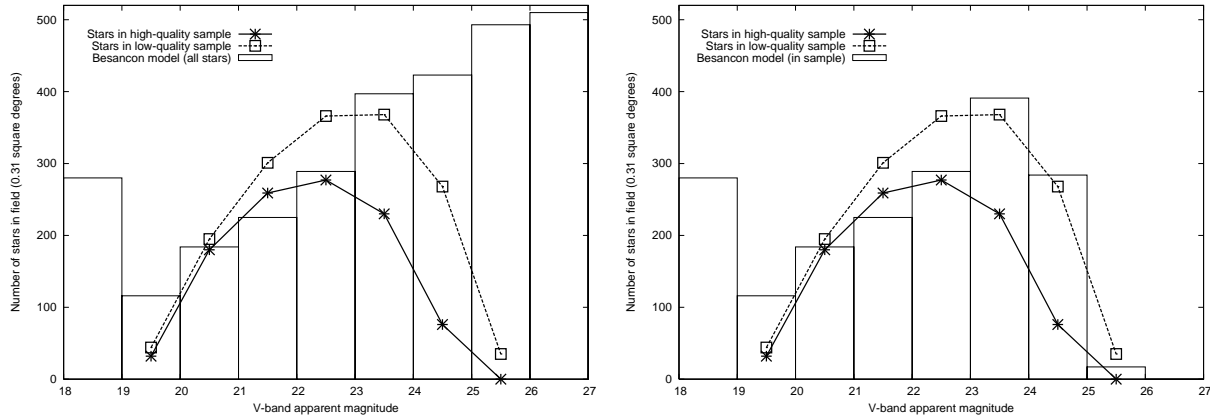 500
400
300
200
100
0
Number of stars in field (0.31 square degrees)
Stars in high-quality sample
Stars in low-quality sample
Besancon model (all stars)
18 19 20 21 22 23 24 25 26 27
V-band apparent magnitude
500
400
300
200
100
0
Number of stars in field (0.31 square degrees)
Stars in high-quality sample
Stars in low-quality sample
Besancon model (in sample)
18 19 20 21 22 23 24 25 26 27
V-band apparent magnitude